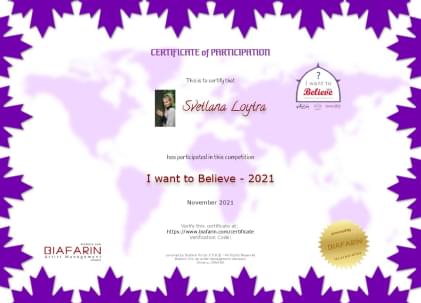 CERTIFICATE of PARTICIPATION
This is to certify that
Svetlana Loytra
?
I want to
Believe
has participated in this competition
I want to Believe - 2021
November 2021
Verify this certificate at:
https://www.biafarin.com/certificate
Verification Code:
BIAFARIN
Artist Management
BIAFARIN